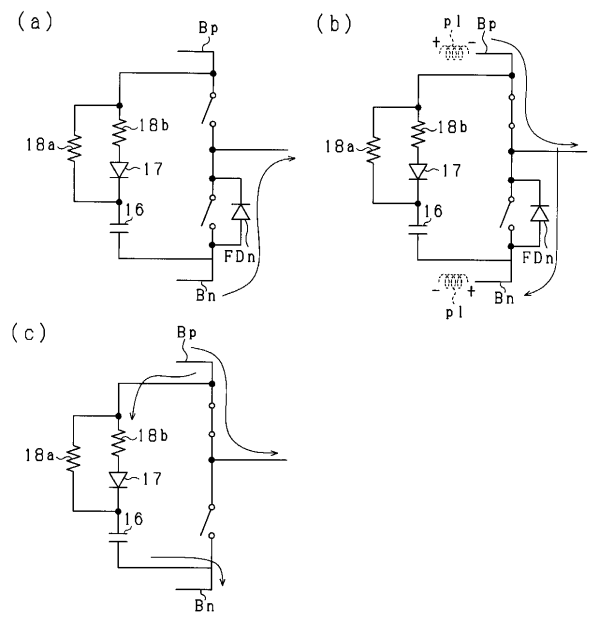 (a)
Bp
18b
18a
17
16
FDn
Bn
(b)
pl
+ -
Bp
18b
18a
17
16
FDn
- +
Bn
pl
(c)
Bp
18b
18a
17
16
Bn